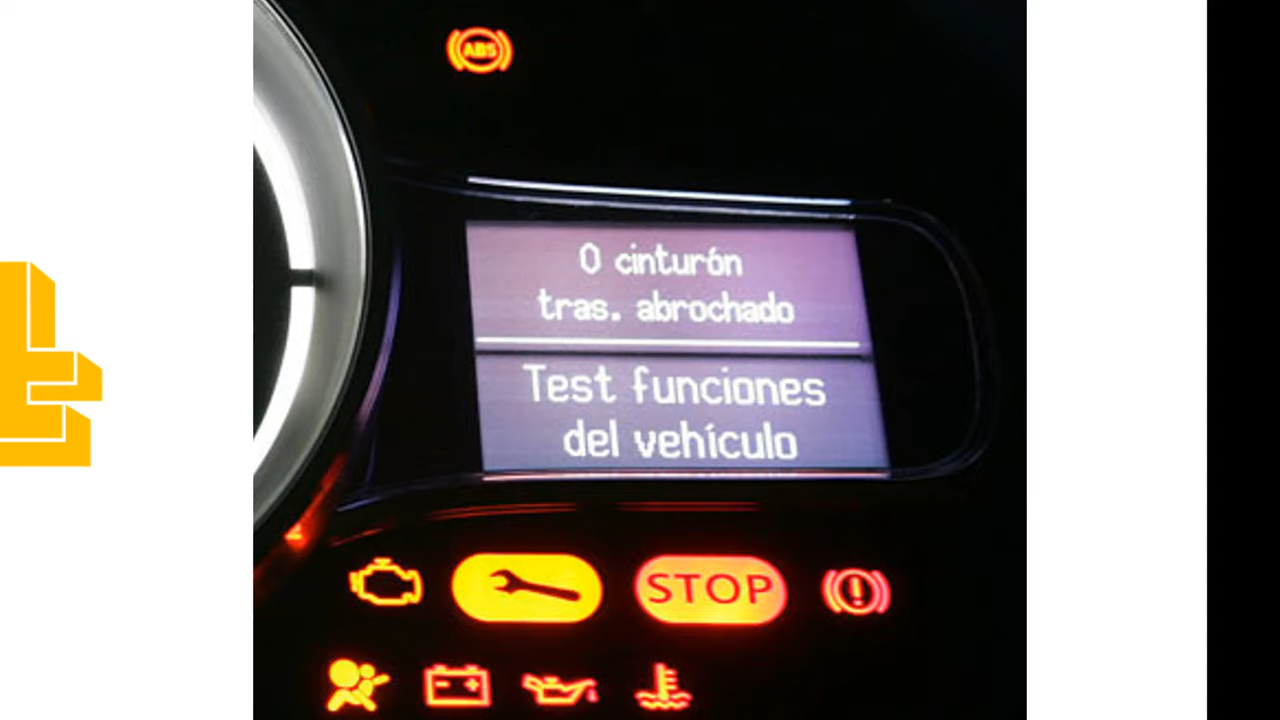 ABS
0 cinturón
tras. abrochado
Test funciones
del vehículo
STOP